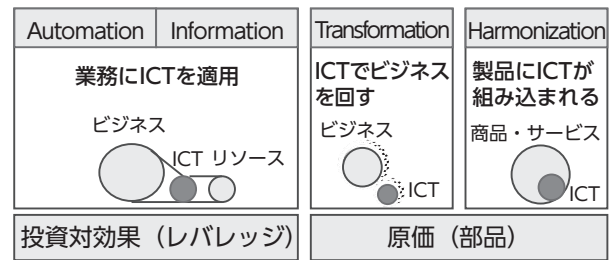 Automation
Information
業務にICTを適用
ビジネス
ICT リソース
投資対効果（レバレッジ）
Transformation
ICTでビジネス
を回す
ビジネス
ICT
Harmonization
製品にICTが
組み込まれる
商品・サービス
ICT
原価（部品）